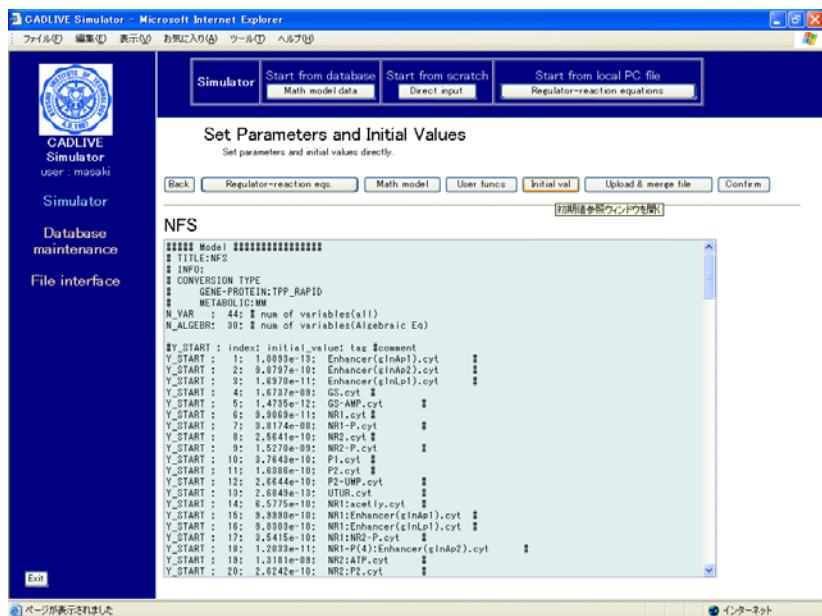 CADLIVE Simulator - Microsoft Internet Explorer
ファイル(F) 編集(E) 表示(V) お気に入り(A) ツール(T) ヘルプ(H)
Simulator
Start from database
Math model data
Start from scratch
Direct input
Start from local PC file
Regulator-reaction equations
CADLIVE
Simulator
user : masaki
Simulator
Database
maintenance
File interface
Exit
Set Parameters and Initial Values
Set parameters and initial values directly.
Back Regulator-reaction eqs. Math model User funcs Initial val Upload & merge file Confirm
初期値参照ウィンドウを開く
NFS
##### Model ################
# TITLE:NFS
# INFO:
# CONVERSION TYPE
# GENE-PROTEIN:TPP_RAPID
# METABOLIC:MM
N_VAR : 44; # num of variables(all)
N_ALGEBR: 30; # num of variables(Algebraic Eq)
#Y_START : index; initial_value; tag #comment
Y_START : 1; 1.0093e-13; Enhancer(glnAp1).cyt #
Y_START : 2; 9.0797e-10; Enhancer(glnAp2).cyt #
Y_START : 3; 1.6970e-11; Enhancer(glnLp1).cyt #
Y_START : 4; 1.6737e-09; GS.cyt #
Y_START : 5; 1.4735e-12; GS-AMP.cyt #
Y_START : 6; 9.9069e-11; NR1.cyt #
Y_START : 7; 3.8174e-08; NR1-P.cyt #
Y_START : 8; 2.5641e-10; NR2.cyt #
Y_START : 9; 1.5270e-09; NR2-P.cyt #
Y_START : 10; 3.7643e-10; P1.cyt #
Y_START : 11; 1.6386e-10; P2.cyt #
Y_START : 12; 2.6644e-10; P2-UMP.cyt #
Y_START : 13; 2.6849e-13; UTUR.cyt #
Y_START : 14; 6.5775e-10; NR1:acetly.cyt #
Y_START : 15; 9.9990e-10; NR1:Enhancer(glnAp1).cyt #
Y_START : 16; 9.8303e-10; NR1:Enhancer(glnLp1).cyt #
Y_START : 17; 3.5415e-10; NR1:NR2-P.cyt #
Y_START : 18; 1.2033e-11; NR1-P(4):Enhancer(glnAp2).cyt #
Y_START : 19; 1.3181e-09; NR2:ATP.cyt #
Y_START : 20; 2.6242e-10; NR2:P2.cyt #
ページが表示されました
インターネット